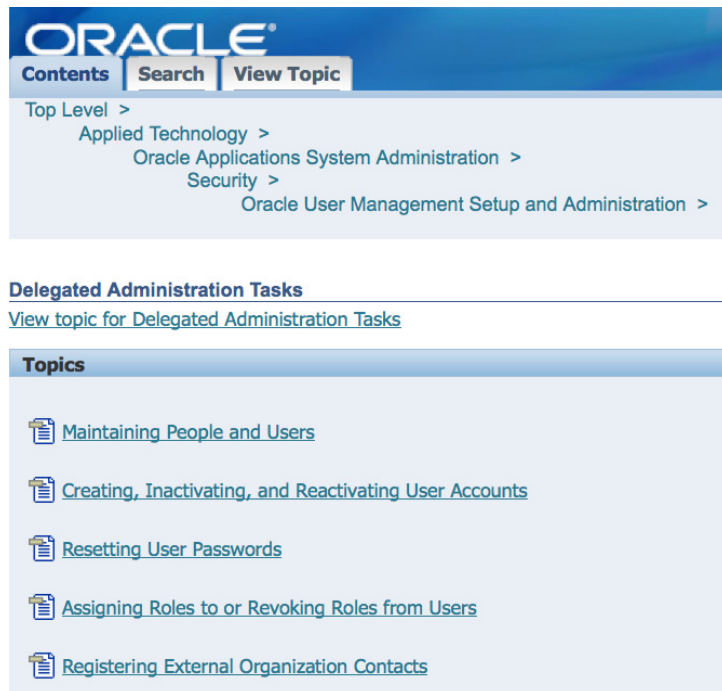 ORACLE®
Contents Search View Topic
Top Level >
Applied Technology >
Oracle Applications System Administration >
Security >
Oracle User Management Setup and Administration >
Delegated Administration Tasks
View topic for Delegated Administration Tasks
Topics
Maintaining People and Users
Creating, Inactivating, and Reactivating User Accounts
Resetting User Passwords
Assigning Roles to or Revoking Roles from Users
Registering External Organization Contacts